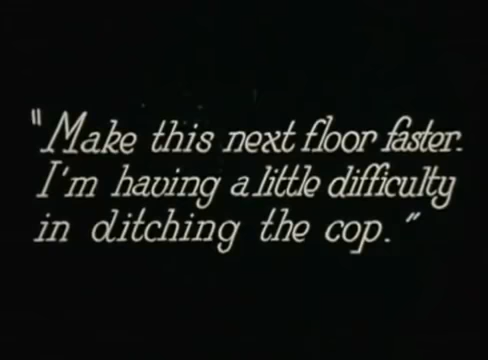 "Make this next floor faster.
I'm having a little difficulty
in ditching the cop."